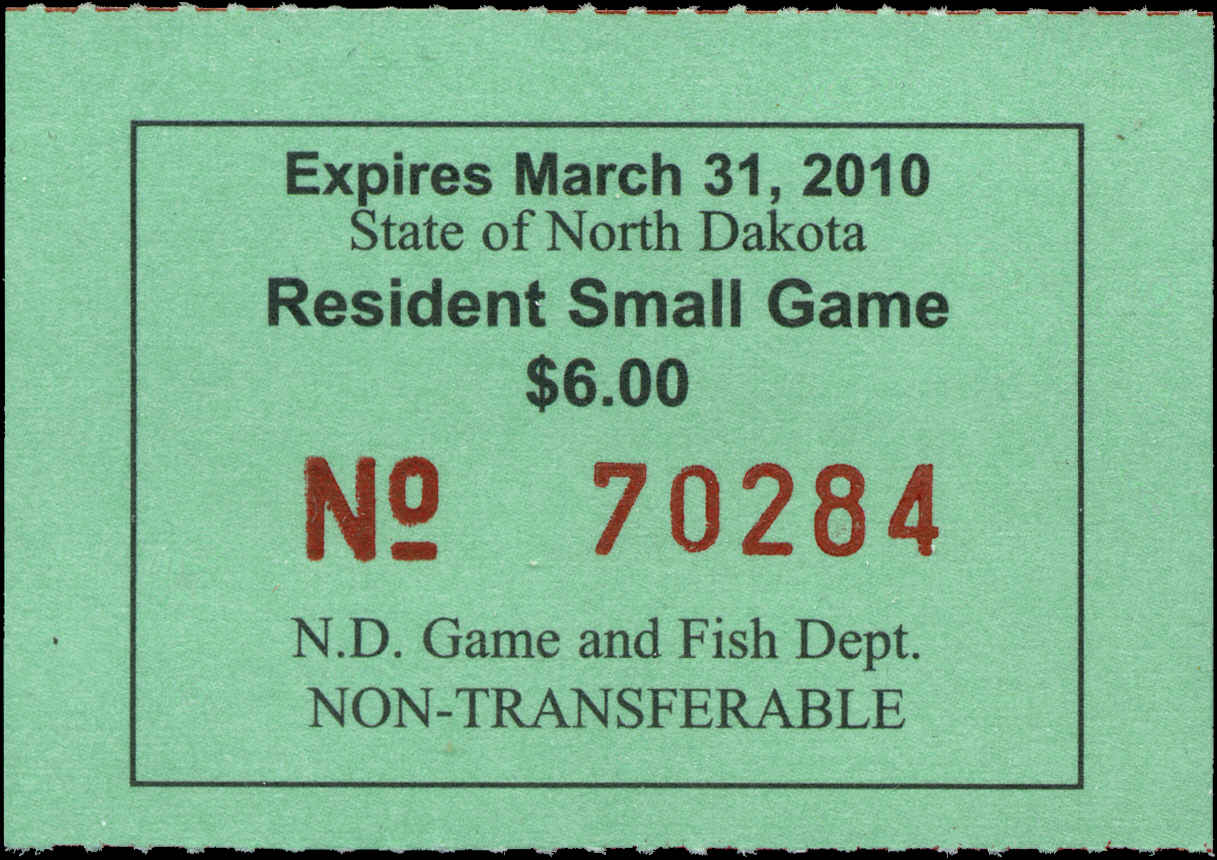 Expires March 31, 2010
State of North Dakota
Resident Small Game
$6.00
Nº 70284
N.D. Game and Fish Dept.
NON-TRANSFERABLE